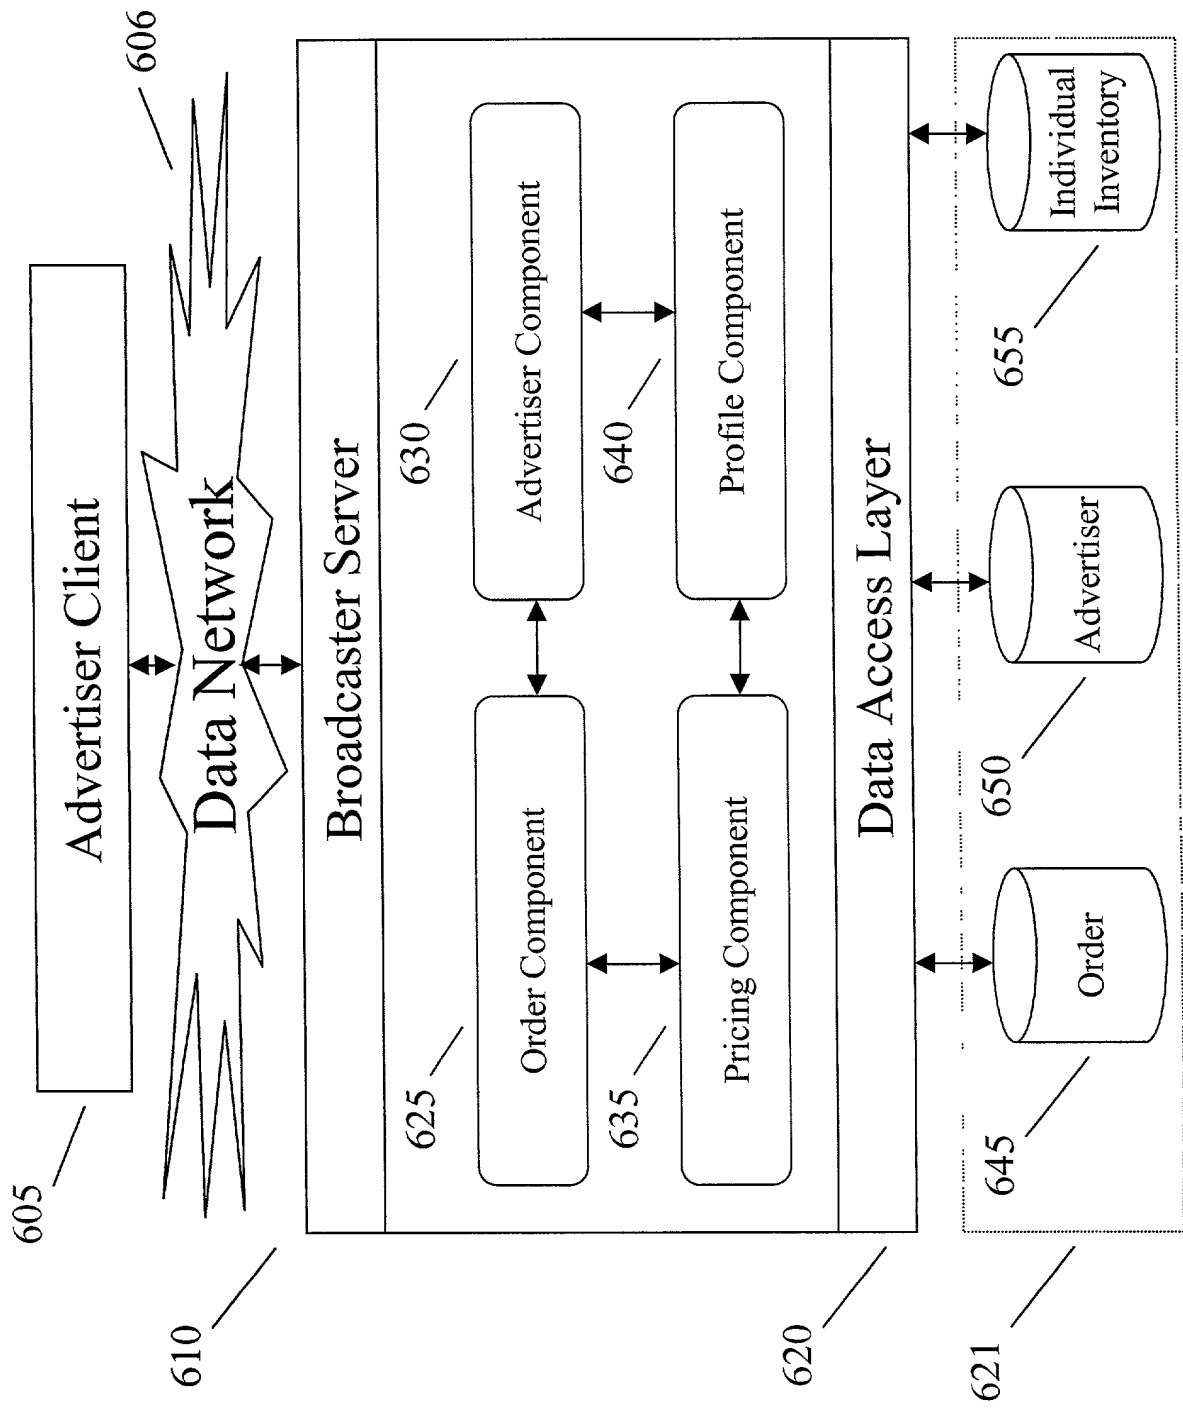 605
Advertiser Client
606
Data Network
610
Broadcaster Server
625
Order Component
630
Advertiser Component
635
Pricing Component
640
Profile Component
620
Data Access Layer
621
645
Order
650
Advertiser
655
Individual
Inventory